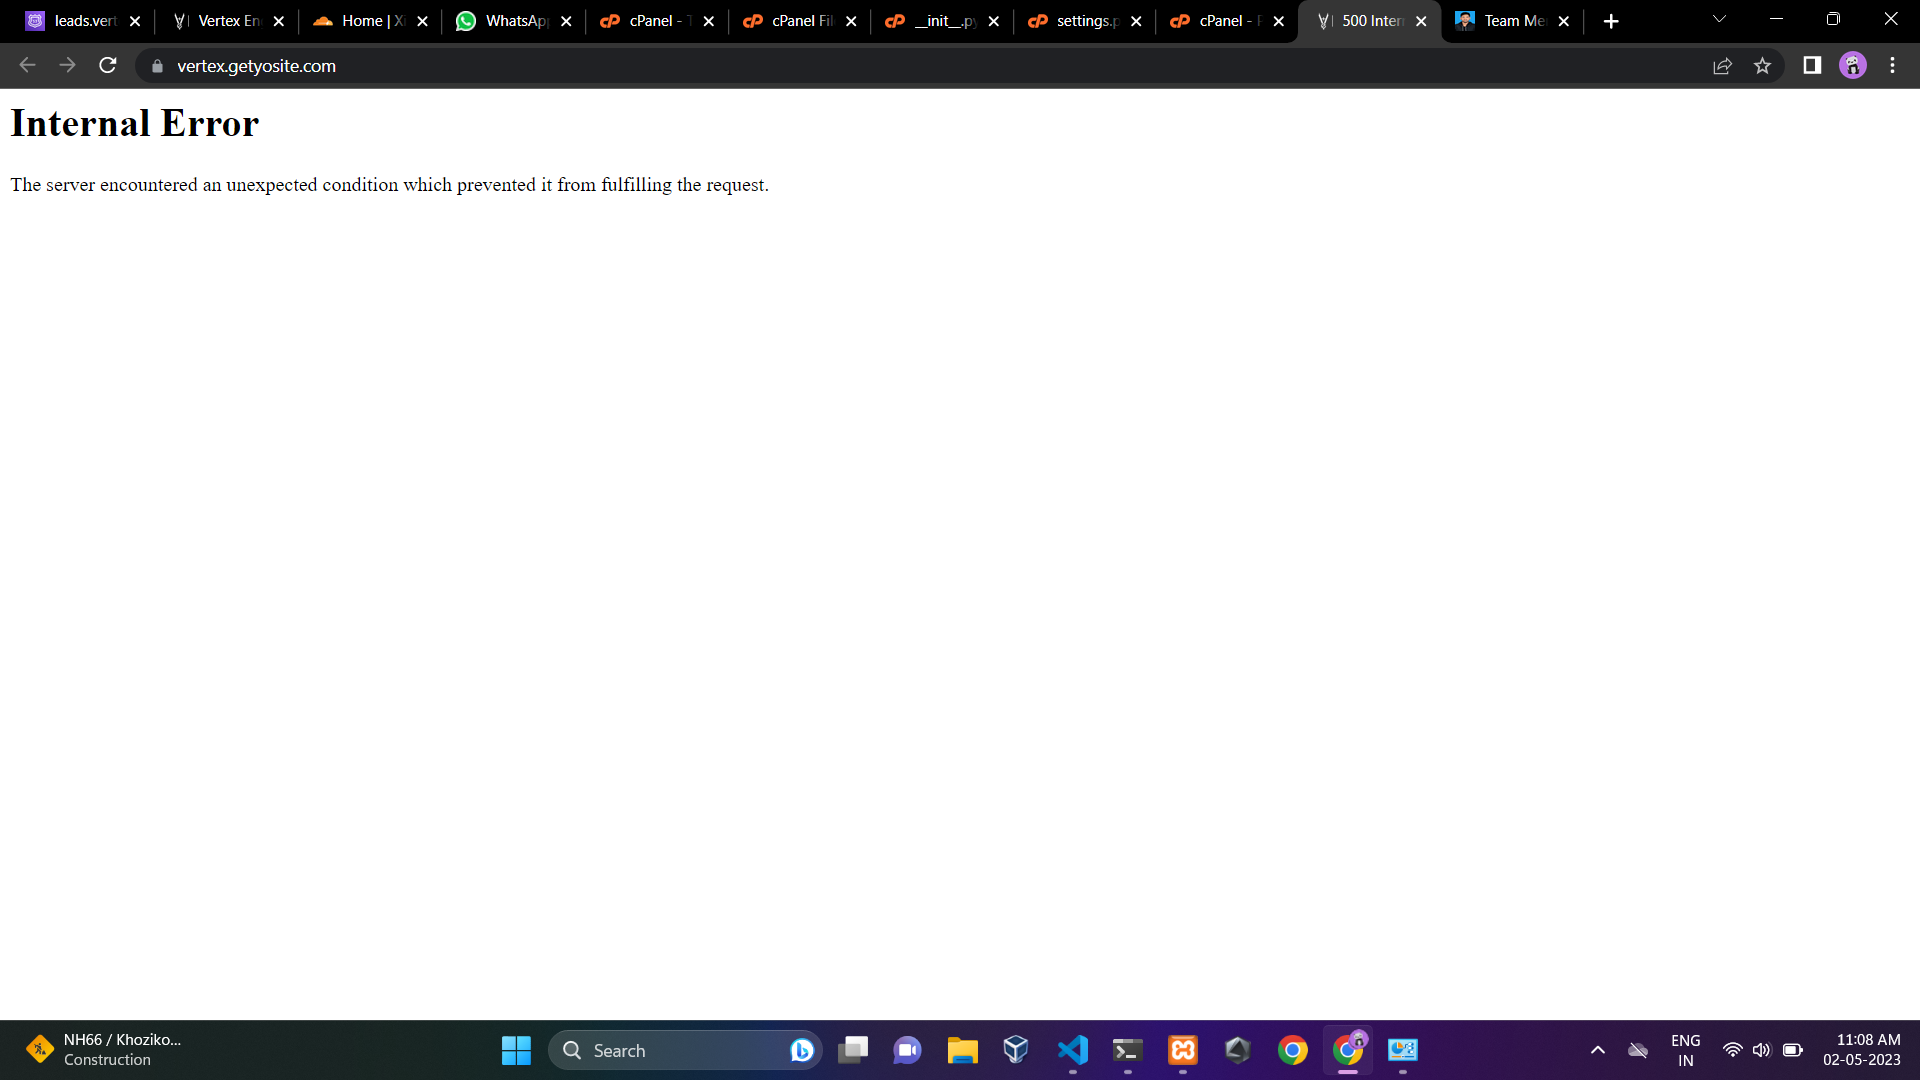 leads.vert
Vertex En
Home | Xi
WhatsApp
cPanel - T
cPanel Fil
__init__.py
settings.p
cPanel - F
500 Inter
Team Me
vertex.getyosite.com
Internal Error
The server encountered an unexpected condition which prevented it from fulfilling the request.
NH66 / Khoziko...
Construction
Search
ENG
IN
11:08 AM
02-05-2023